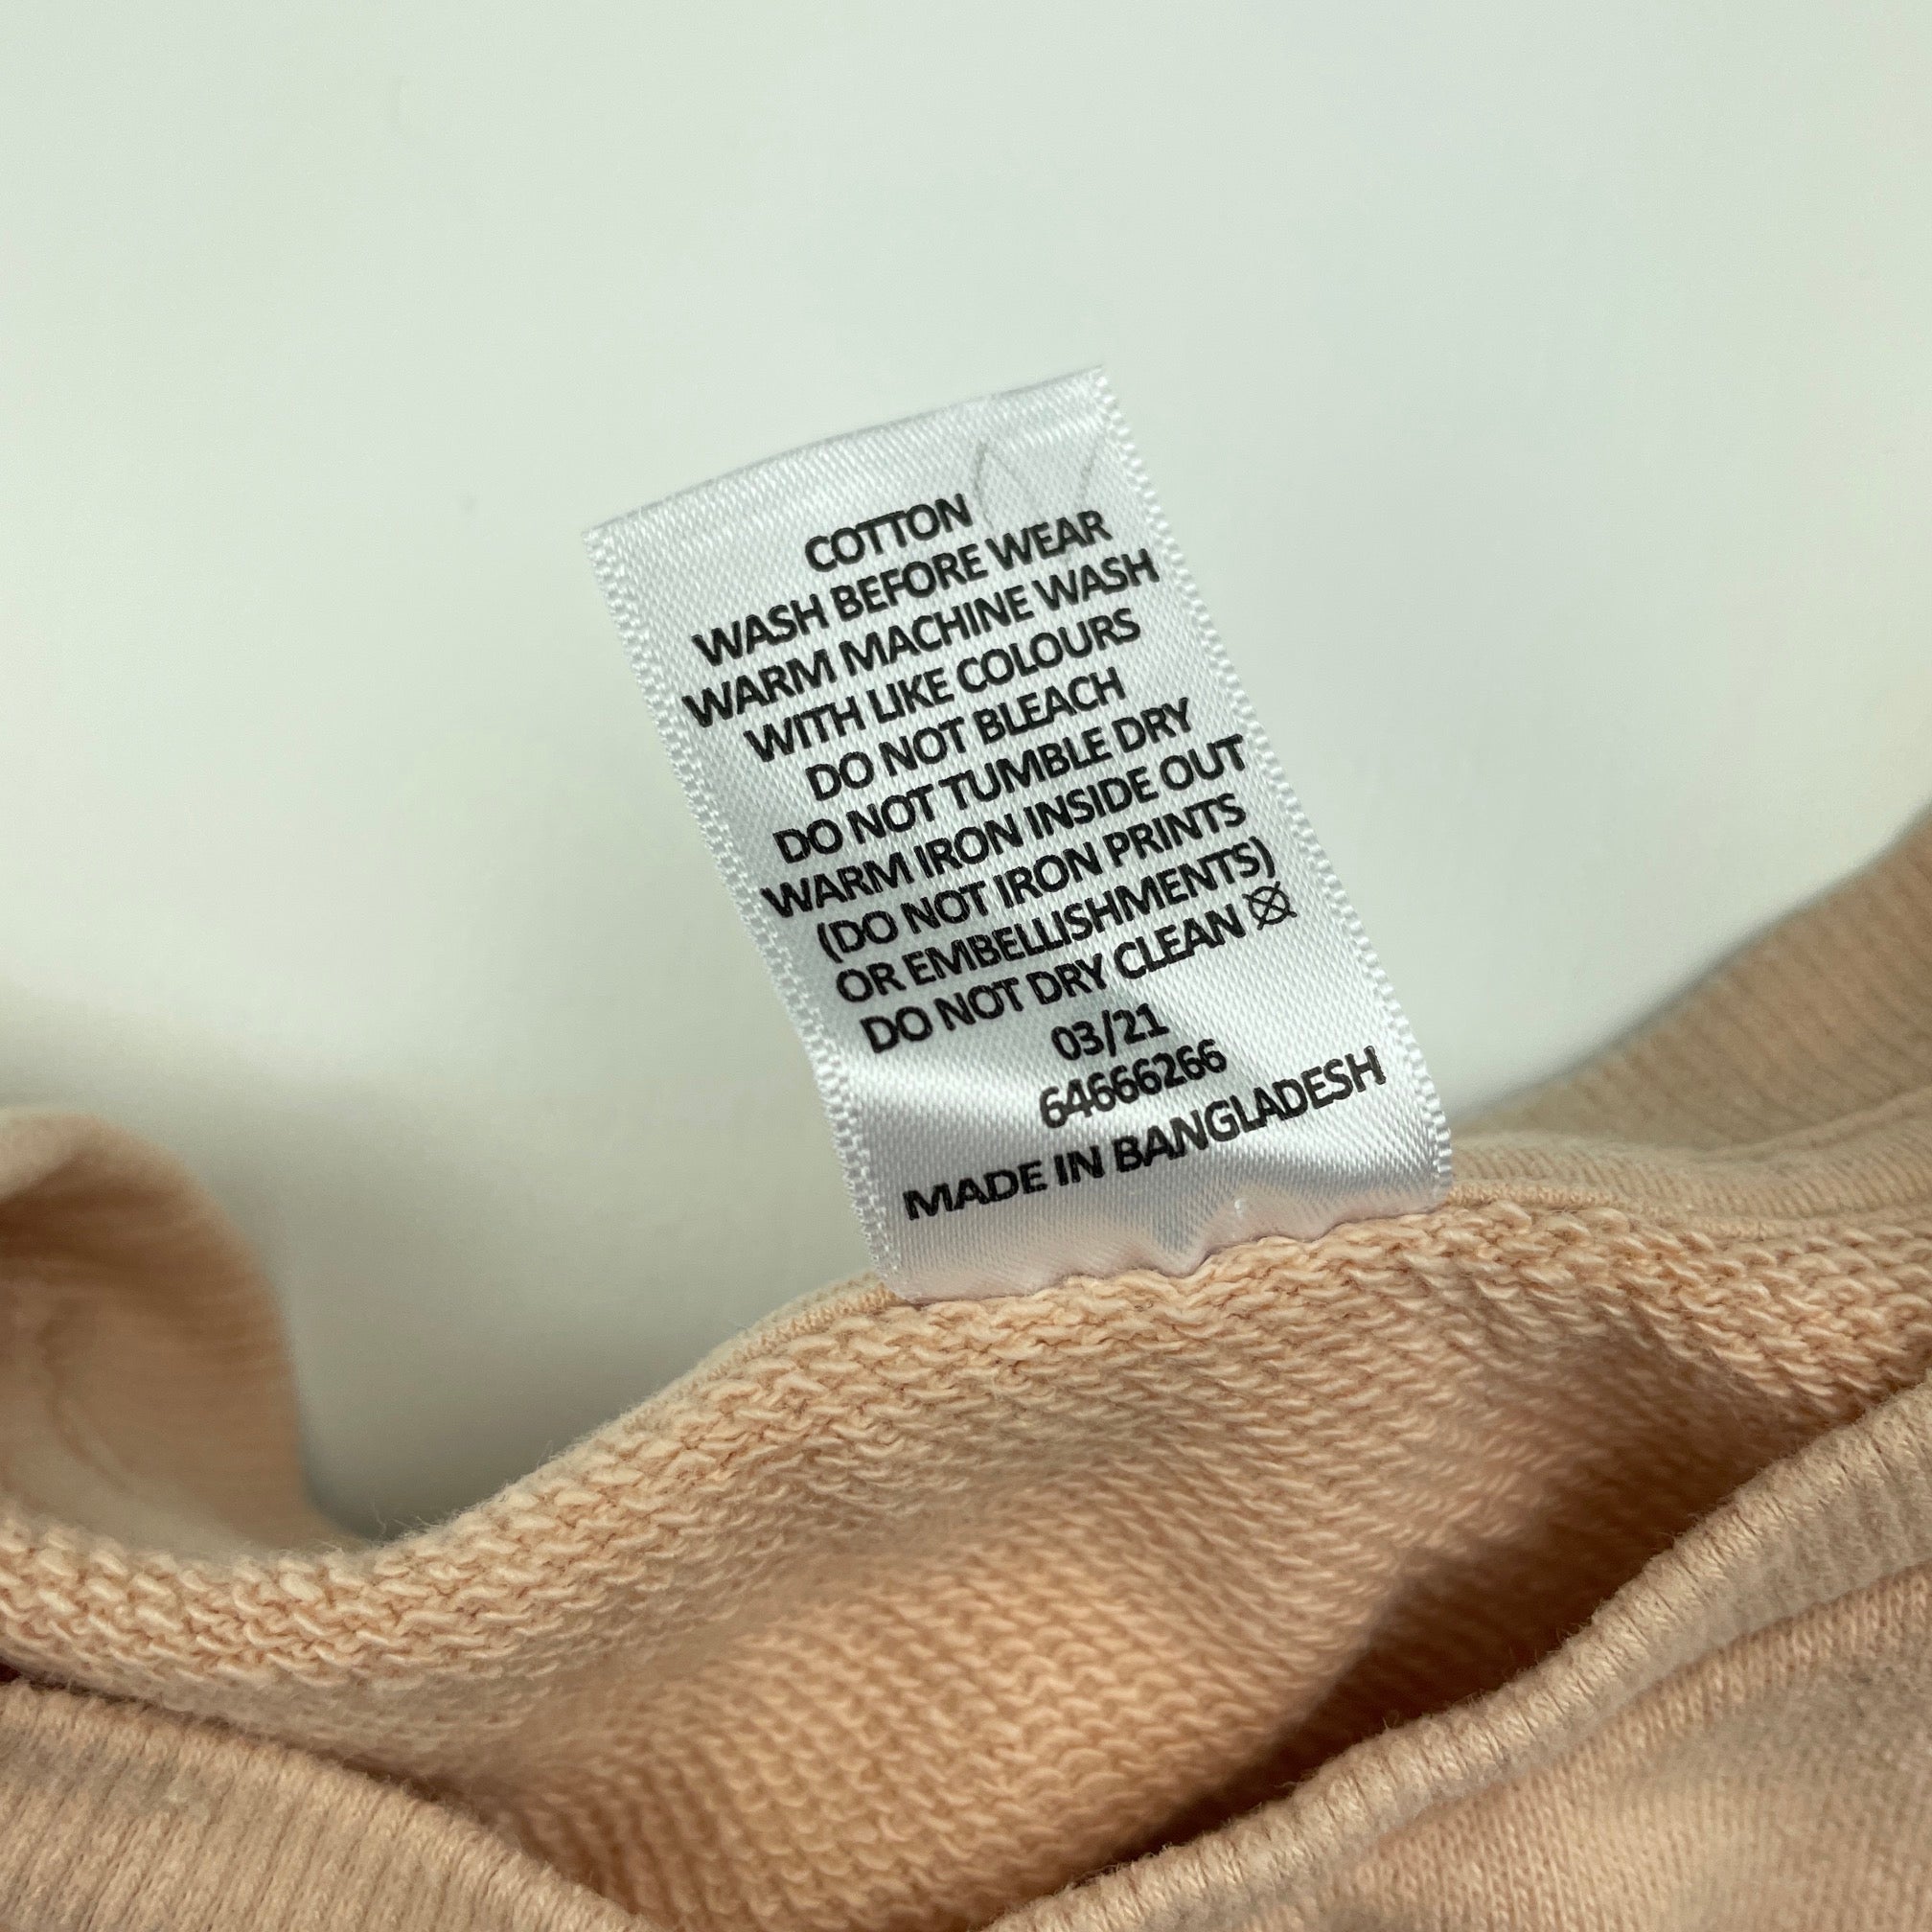 COTTON
WASH BEFORE WEAR
WARM MACHINE WASH
WITH LIKE COLOURS
DO NOT BLEACH
DO NOT TUMBLE DRY
WARM IRON INSIDE OUT
(DO NOT IRON PRINTS
OR EMBELLISHMENTS)
DO NOT DRY CLEAN
03/21
64666266
MADE IN BANGLADESH